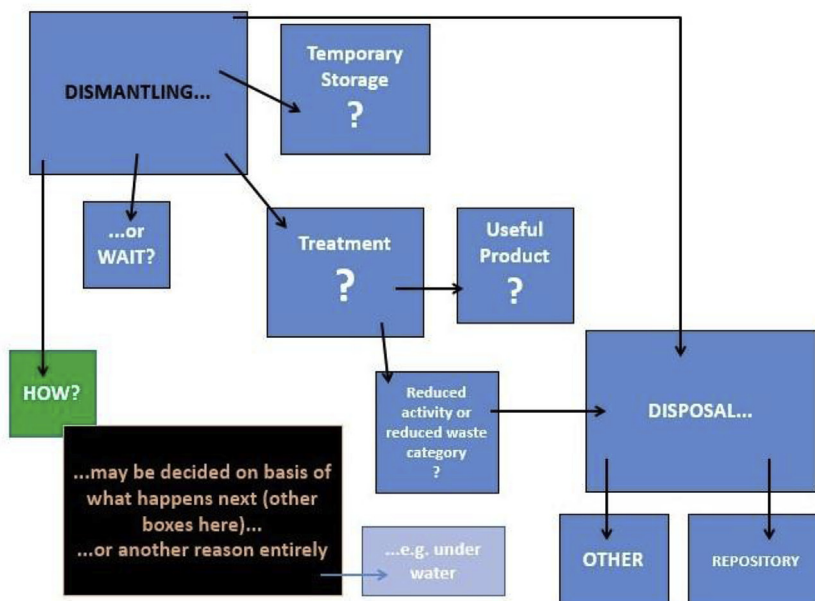 DISMANTLING...
Temporary
Storage
?
...or
WAIT?
Treatment
?
Useful
Product
?
HOW?
Reduced
activity or
reduced waste
category
?
DISPOSAL...
...may be decided on basis of
what happens next (other
boxes here)...
...or another reason entirely
...e.g. under
water
OTHER
REPOSITORY